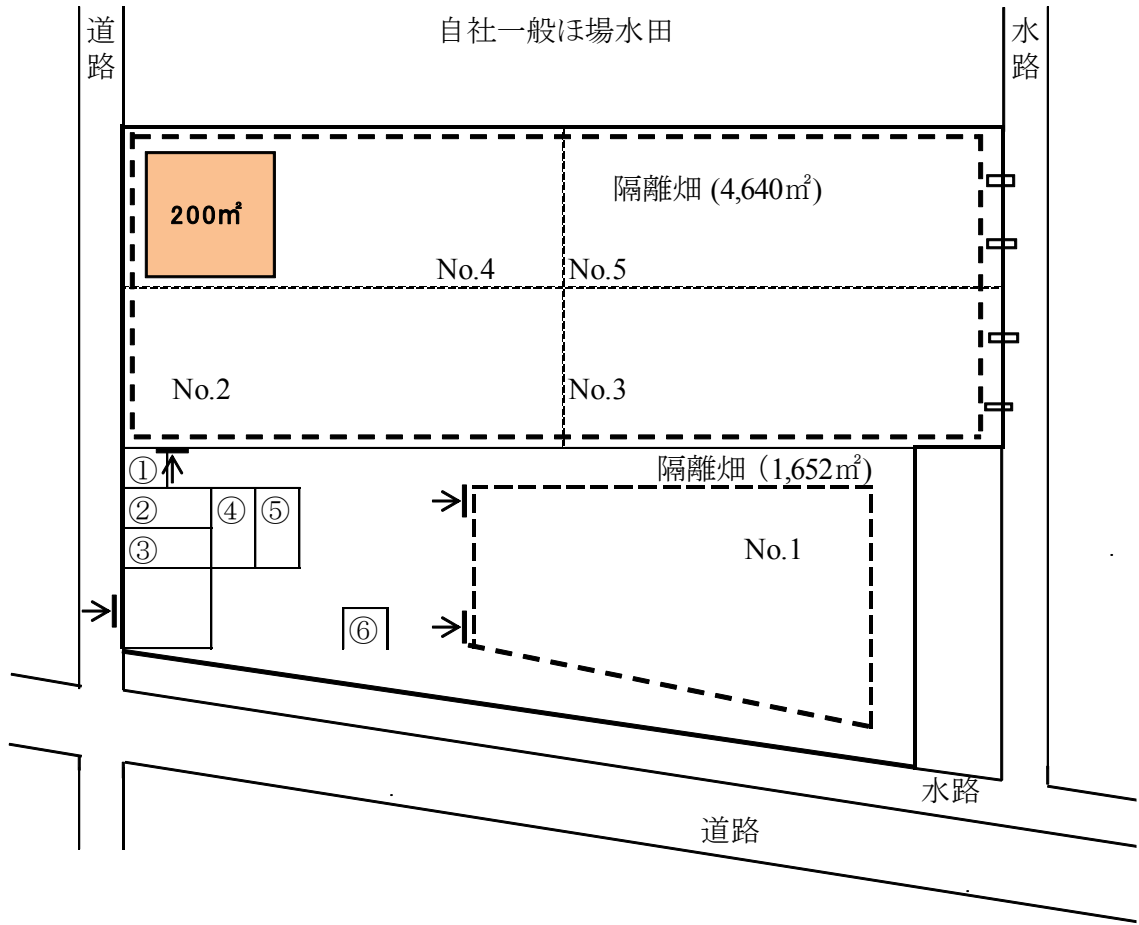 道路
自社一般ほ場水田
水路
隔離畑 (4,640㎡)
200㎡
No.4
No.5
No.2
No.3
①
隔離畑（1,652㎡)
②
④
⑤
③
No.1
⑥
水路
道路